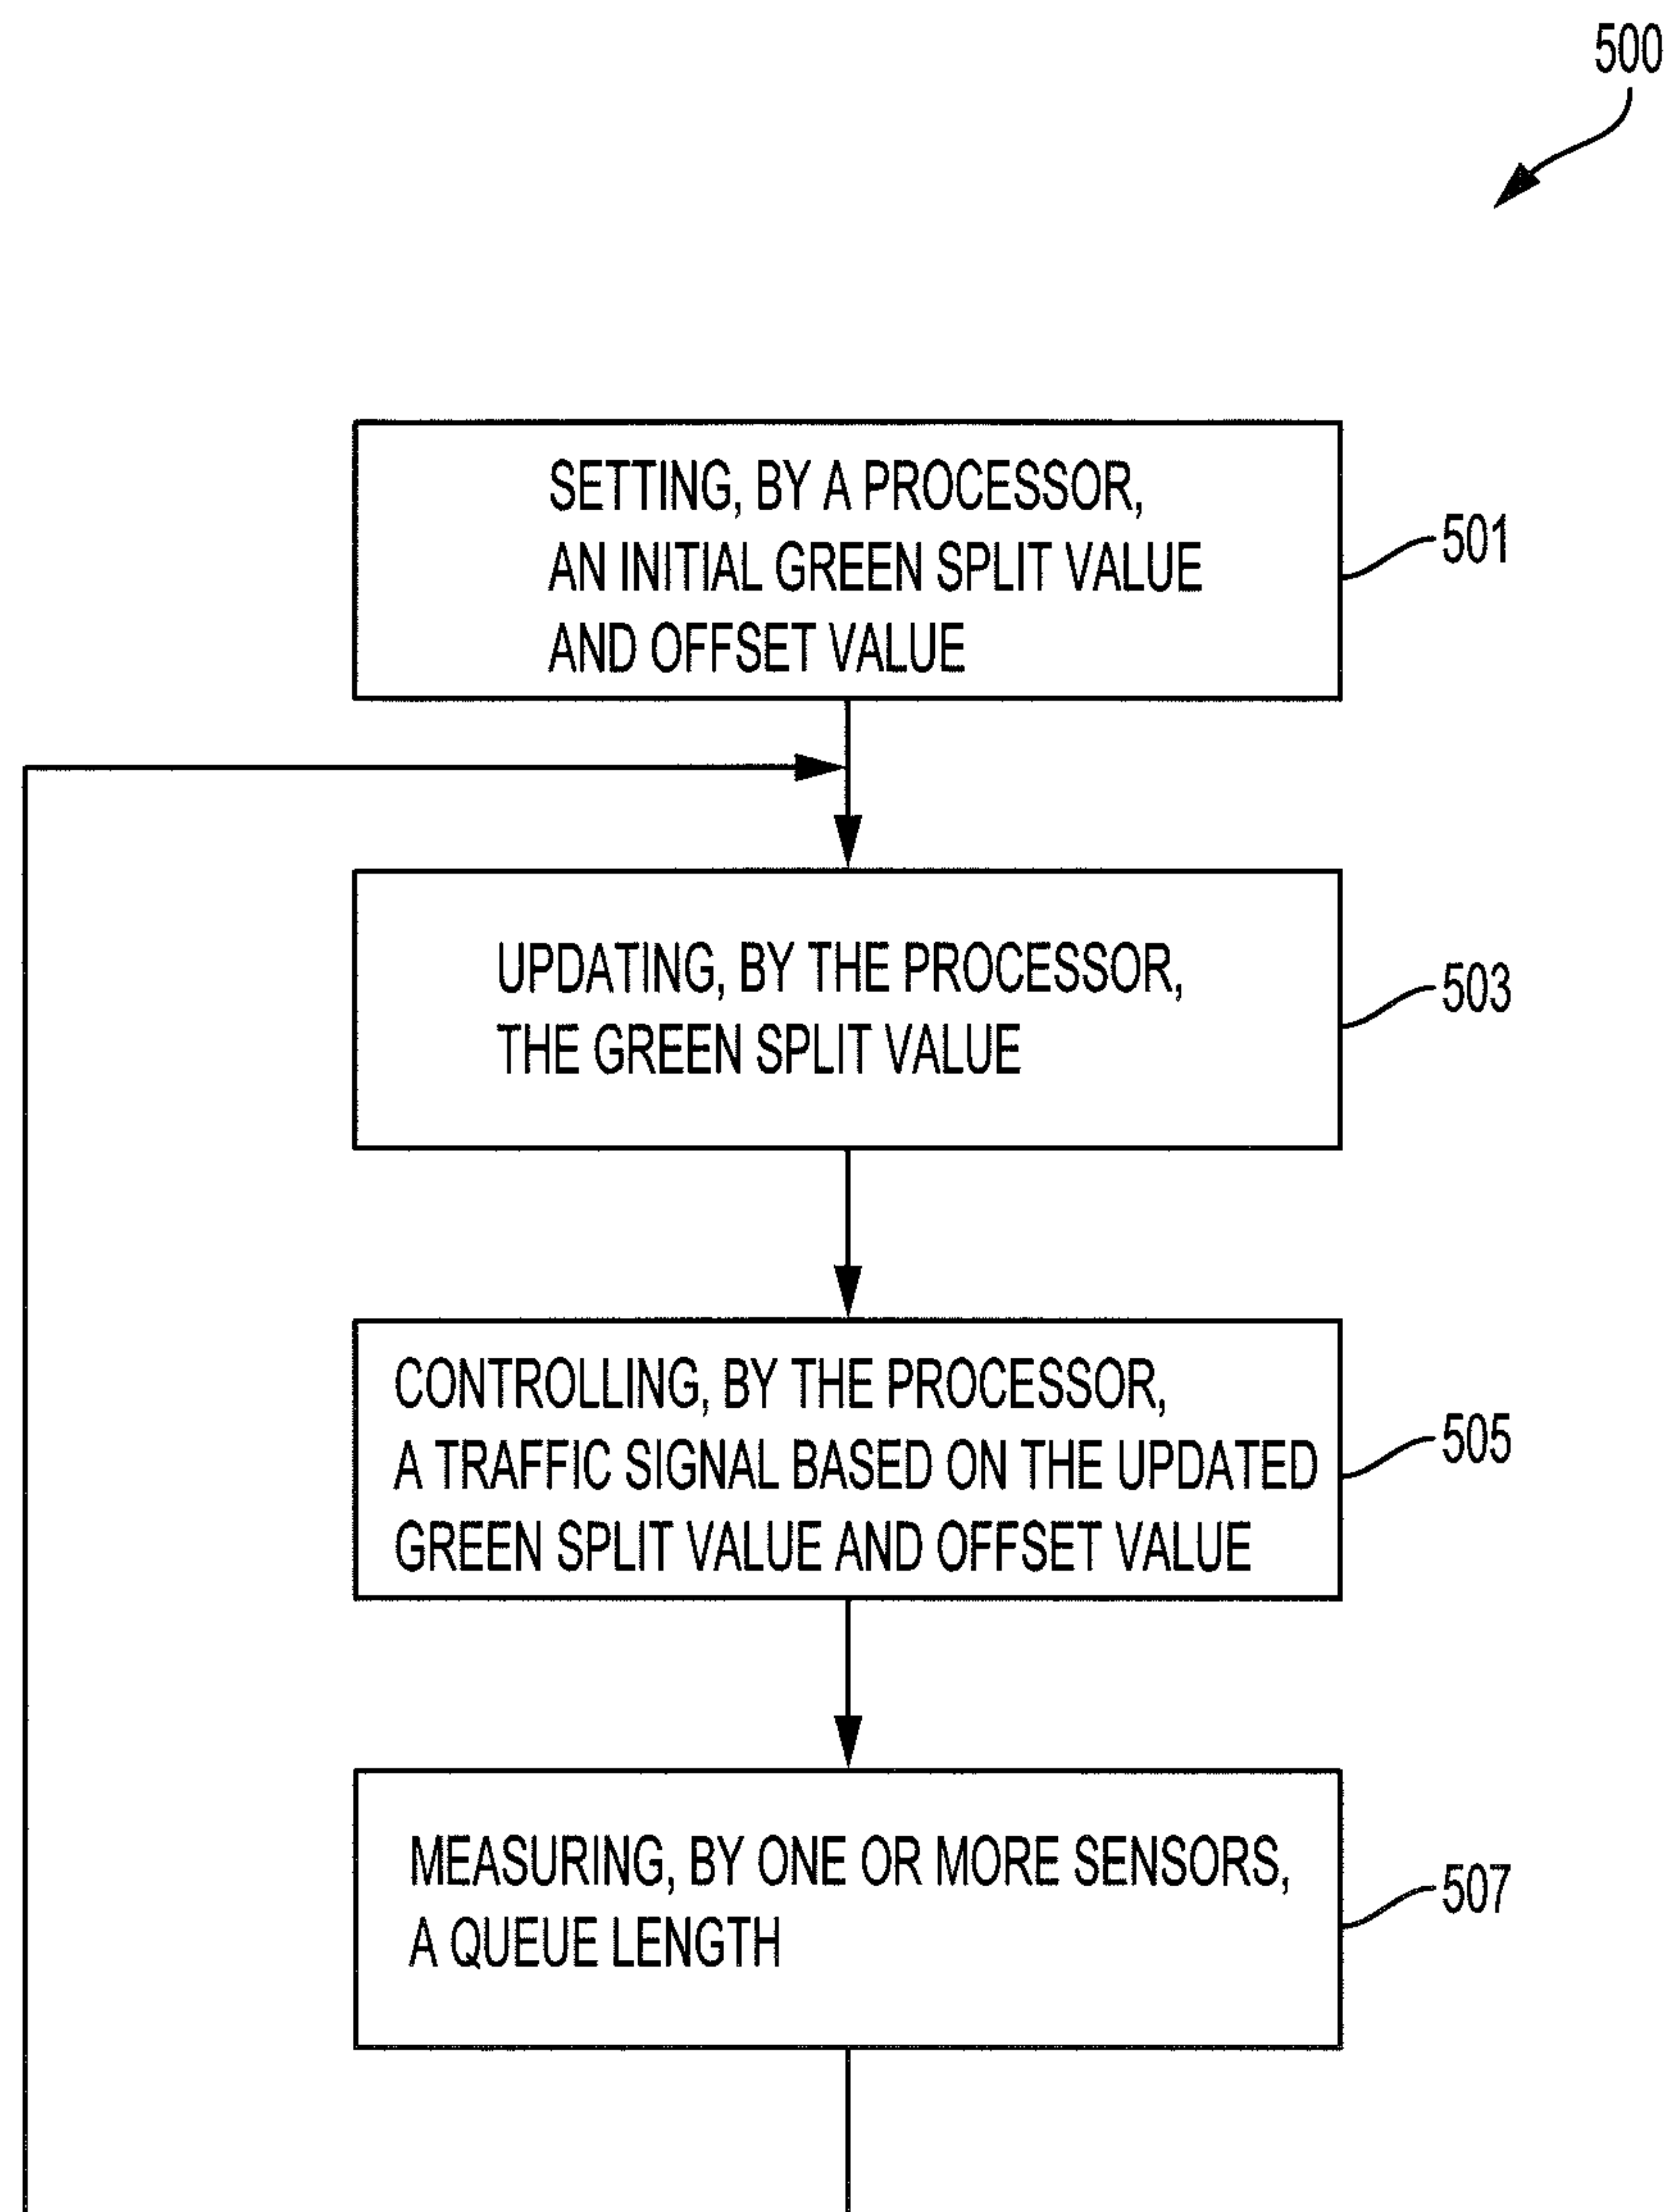 500
SETTING, BY A PROCESSOR,
AN INITIAL GREEN SPLIT VALUE
AND OFFSET VALUE
501
UPDATING, BY THE PROCESSOR,
THE GREEN SPLIT VALUE
503
CONTROLLING, BY THE PROCESSOR,
A TRAFFIC SIGNAL BASED ON THE UPDATED
GREEN SPLIT VALUE AND OFFSET VALUE
505
MEASURING, BY ONE OR MORE SENSORS,
A QUEUE LENGTH
507